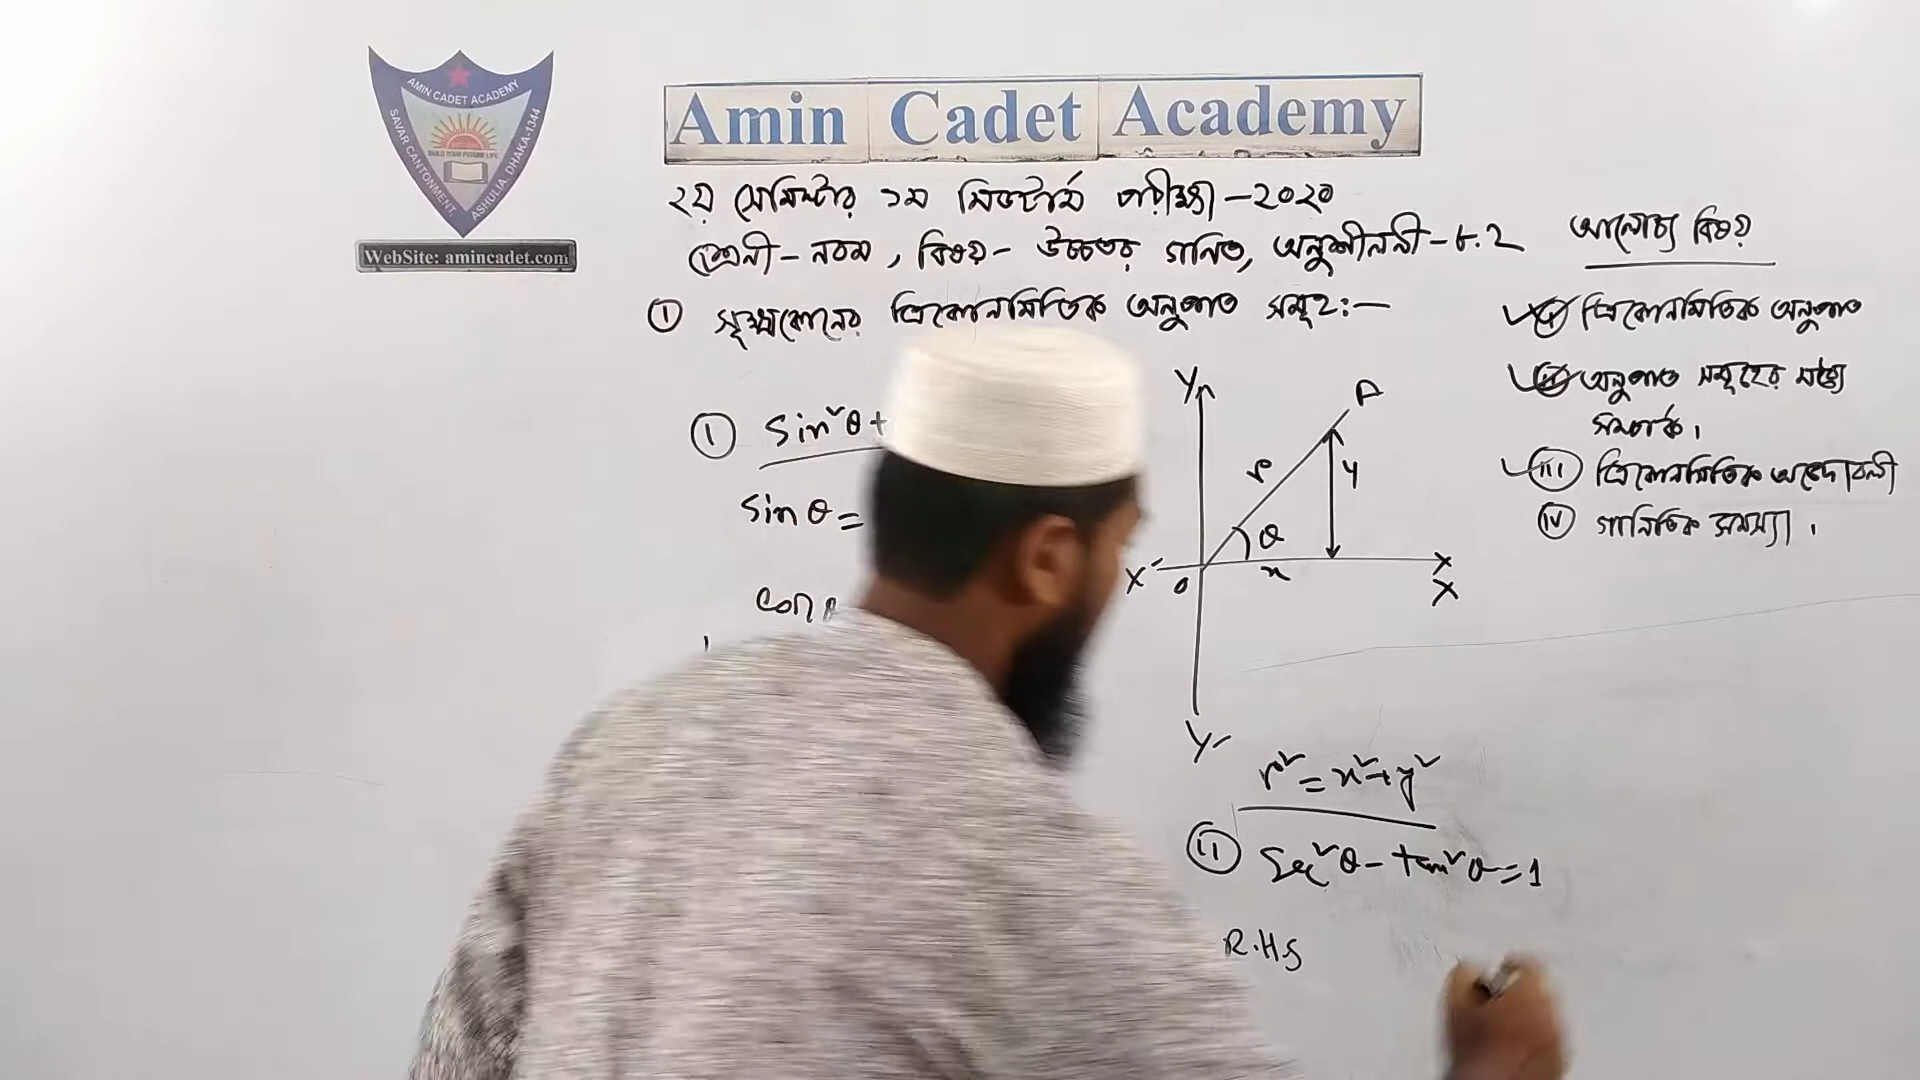 AMIN CADET ACADEMY
SAVAR CANTONMENT,
ASHULIA, DHAKA-1344
BUILD YOUR FUTURE LIFE
WebSite: amincadet.com
Amin Cadet Academy
২য় সেমিস্টার ১ম মিডটার্ম পরীক্ষা-২০২০
শ্রেনী-নবম, বিষয়- উচ্চতর গনিত, অনুশীলনী-৮.২
① সূক্ষ্মকোনের ত্রিকোনমিতিক অনুপাত সমূহ:-
আলোচ্য বিষয়
ত্রিকোনমিতিক অনুপাত
অনুপাত সমূহের মধ্যে
সম্পর্ক।
(iii) ত্রিকোনমিতিক অভেদাবলী
(iv) গানিতিক সমস্যা।
① Sin²θ+
Sinθ=
Y
P
r
y
θ
X′
O
x
X
Y′
r²=x²+y²
(ii) Sec²θ-tan²θ=1
R.H.S